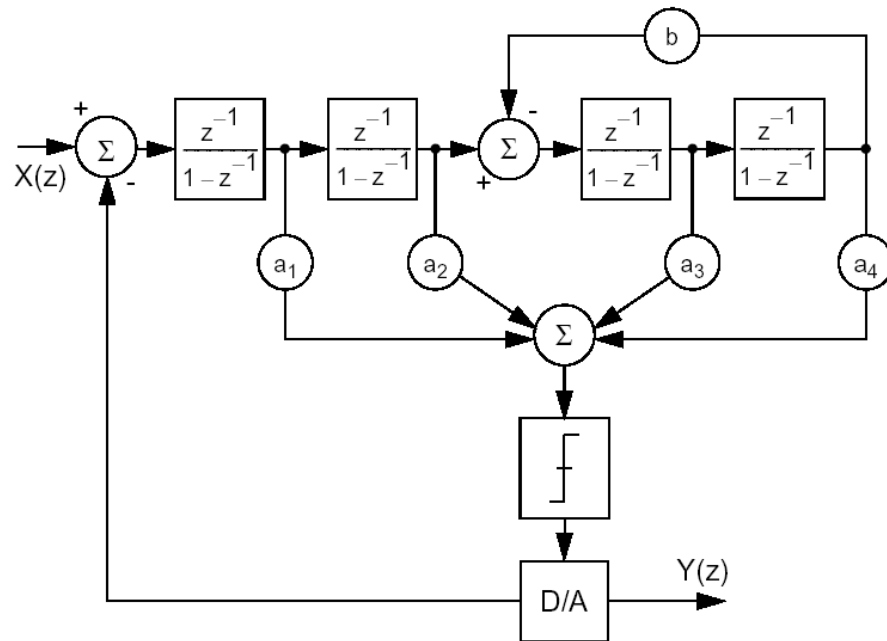 b
+
-
z^-1
1-z^-1
z^-1
1-z^-1
z^-1
1-z^-1
z^-1
1-z^-1
Σ
Σ
X(z)
-
+
a1
a2
a3
a4
Σ
D/A
Y(z)